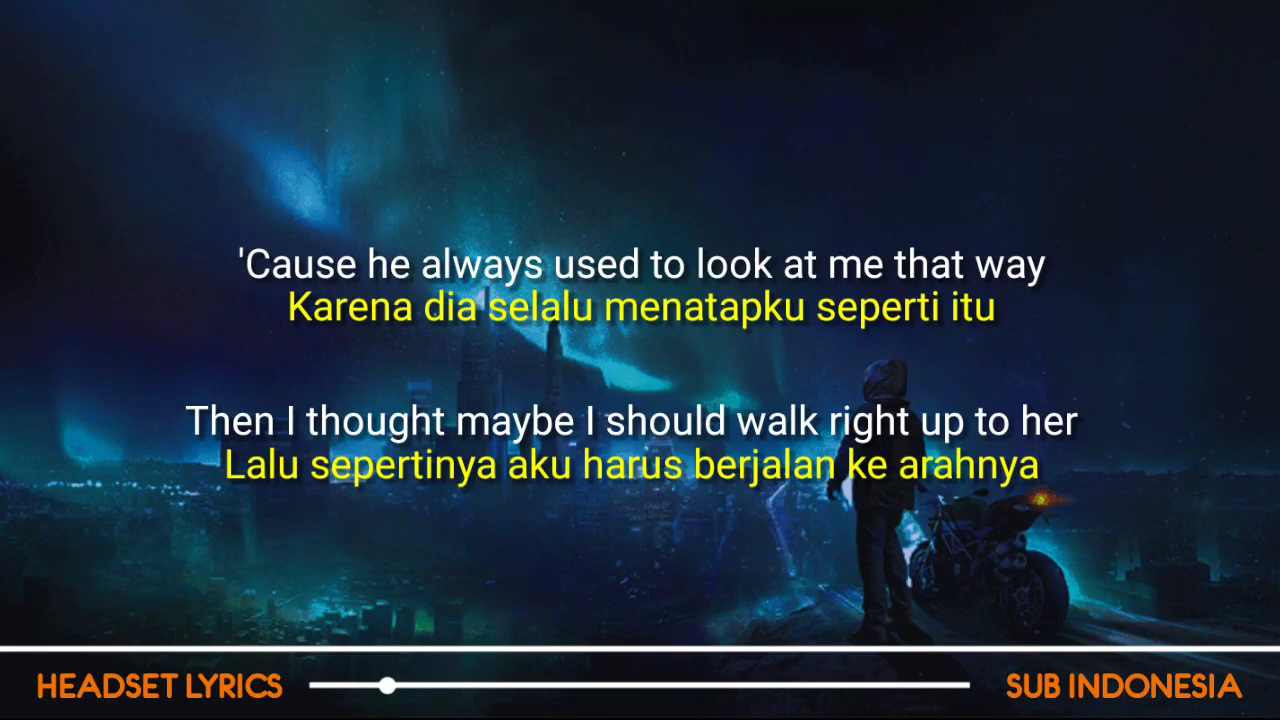 'Cause he always used to look at me that way
Karena dia selalu menatapku seperti itu
Then I thought maybe I should walk right up to her
Lalu sepertinya aku harus berjalan ke arahnya
HEADSET LYRICS
SUB INDONESIA